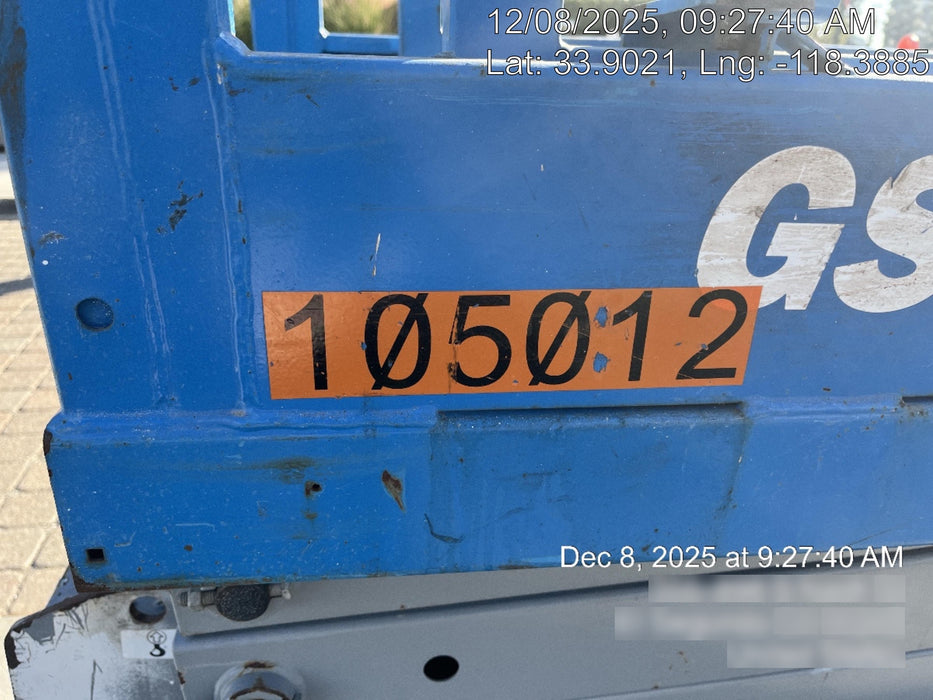 12/08/2025, 09:27:40 AM
Lat: 33.9021, Lng: -118.3885
GS
1Ø5Ø12
Dec 8, 2025 at 9:27:40 AM
8